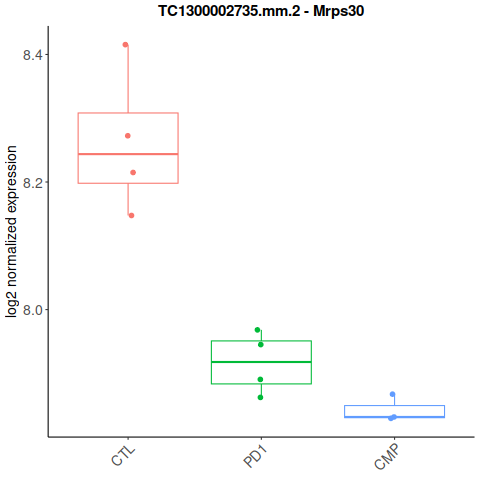 TC1300002735.mm.2 - Mrps30
log2 normalized expression
8.4
8.2
8.0
CTL
PD1
CMP